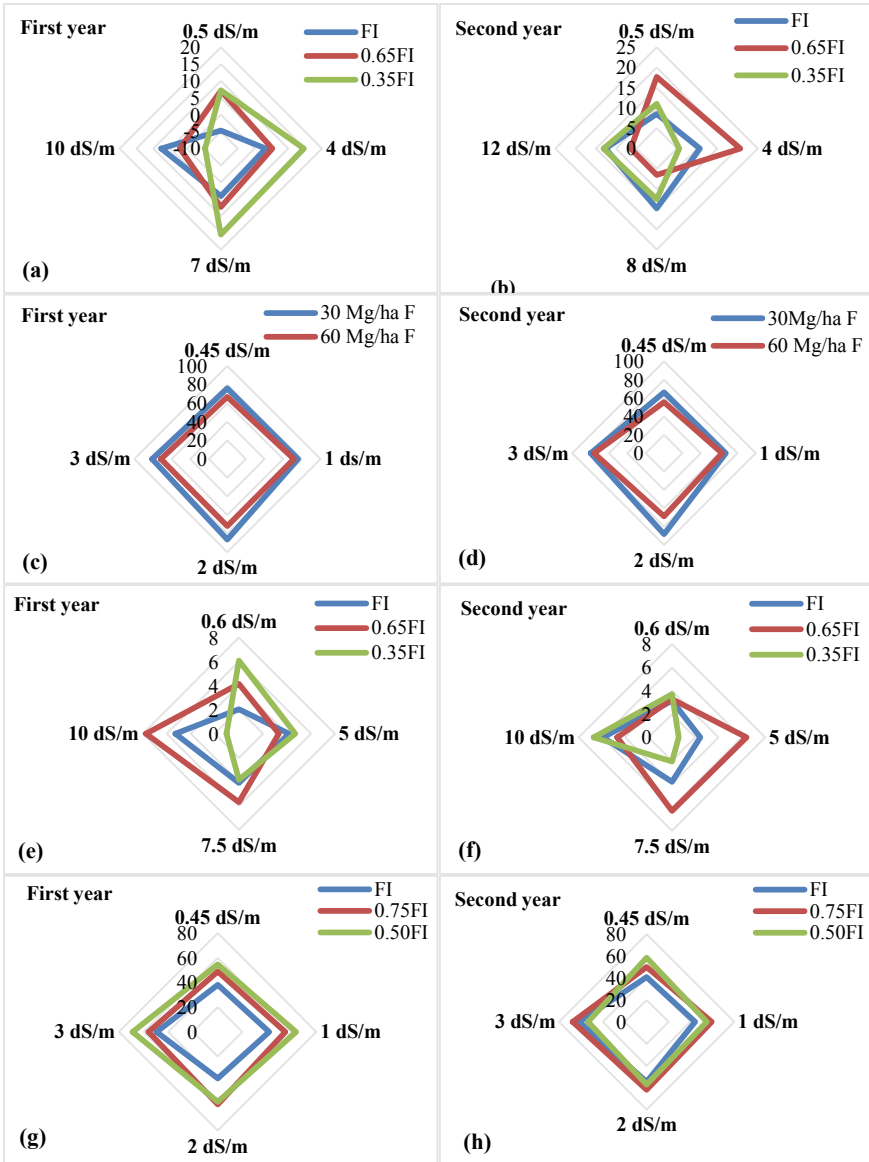 First year
0.5 dS/m
FI
0.65FI
0.35FI
20
15
10
5
0
-5
-10
10 dS/m
4 dS/m
7 dS/m
(a)
Second year
0.5 dS/m
FI
0.65FI
0.35FI
25
20
15
10
5
0
12 dS/m
4 dS/m
8 dS/m
(b)
First year
0.45 dS/m
30 Mg/ha F
60 Mg/ha F
100
80
60
40
20
0
3 dS/m
1 ds/m
2 dS/m
(c)
Second year
0.45 dS/m
30Mg/ha F
60 Mg/ha F
100
80
60
40
20
0
3 dS/m
1 dS/m
2 dS/m
(d)
First year
0.6 dS/m
FI
0.65FI
0.35FI
8
6
4
2
0
10 dS/m
5 dS/m
7.5 dS/m
(e)
Second year
0.6 dS/m
FI
0.65FI
0.35FI
8
6
4
2
0
10 dS/m
5 dS/m
7.5 dS/m
(f)
First year
0.45 dS/m
FI
0.75FI
0.50FI
80
60
40
20
0
3 dS/m
1 dS/m
2 dS/m
(g)
Second year
0.45 dS/m
FI
0.75FI
0.50FI
80
60
40
20
0
3 dS/m
1 dS/m
2 dS/m
(h)